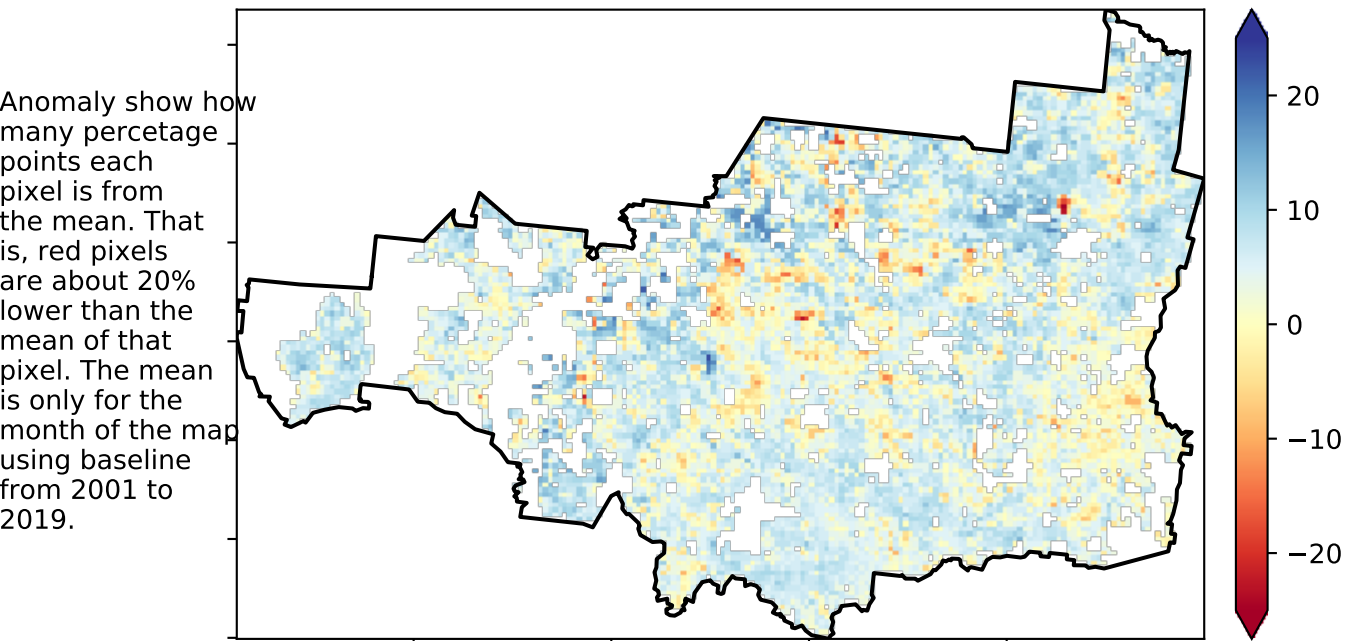 Anomaly show how
many percetage
points each
pixel is from
the mean. That
is, red pixels
are about 20%
lower than the
mean of that
pixel. The mean
is only for the
month of the map
using baseline
from 2001 to
2019.
20
10
0
−10
−20